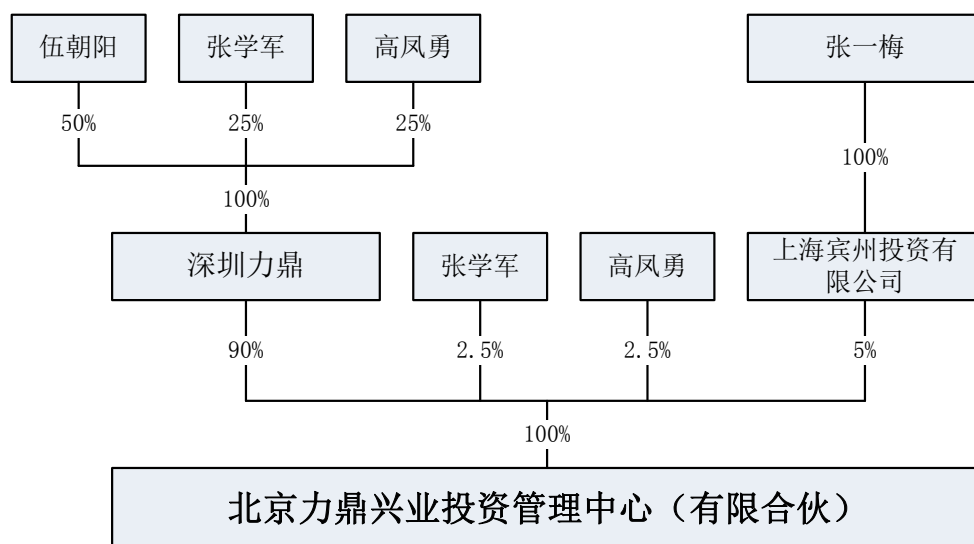 伍朝阳 张学军 高凤勇 张一梅
50% 25% 25%
100%
100%
深圳力鼎 张学军 高凤勇 上海宾州投资有
限公司
90% 2.5% 2.5% 5%
100%
北京力鼎兴业投资管理中心（有限合伙）